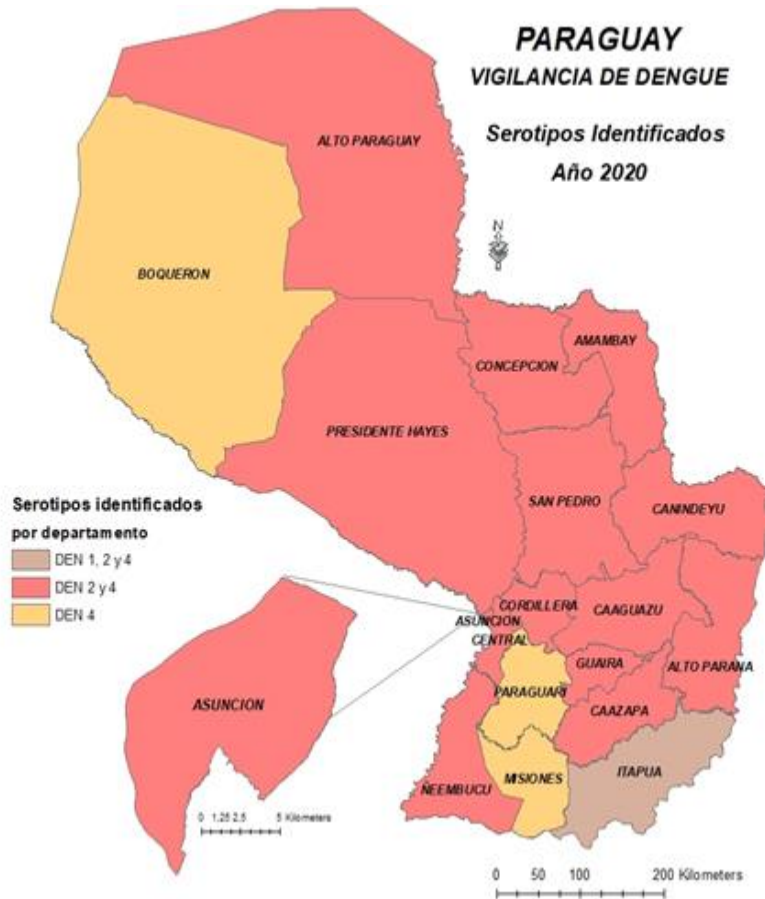 PARAGUAY
VIGILANCIA DE DENGUE
Serotipos Identificados
Año 2020
N
ALTO PARAGUAY
BOQUERON
AMAMBAY
CONCEPCION
PRESIDENTE HAYES
SAN PEDRO
CANINDEYU
Serotipos identificados
por departamento
DEN 1, 2 y 4
DEN 2 y 4
DEN 4
CORDILLERA
CAAGUAZU
ASUNCION
CENTRAL
GUAIRA
ALTO PARANA
PARAGUARI
CAAZAPA
ASUNCION
ITAPUA
MISIONES
ÑEEMBUCU
0 1,25 2,5 5 Kilometers
0 50 100 200 Kilometers